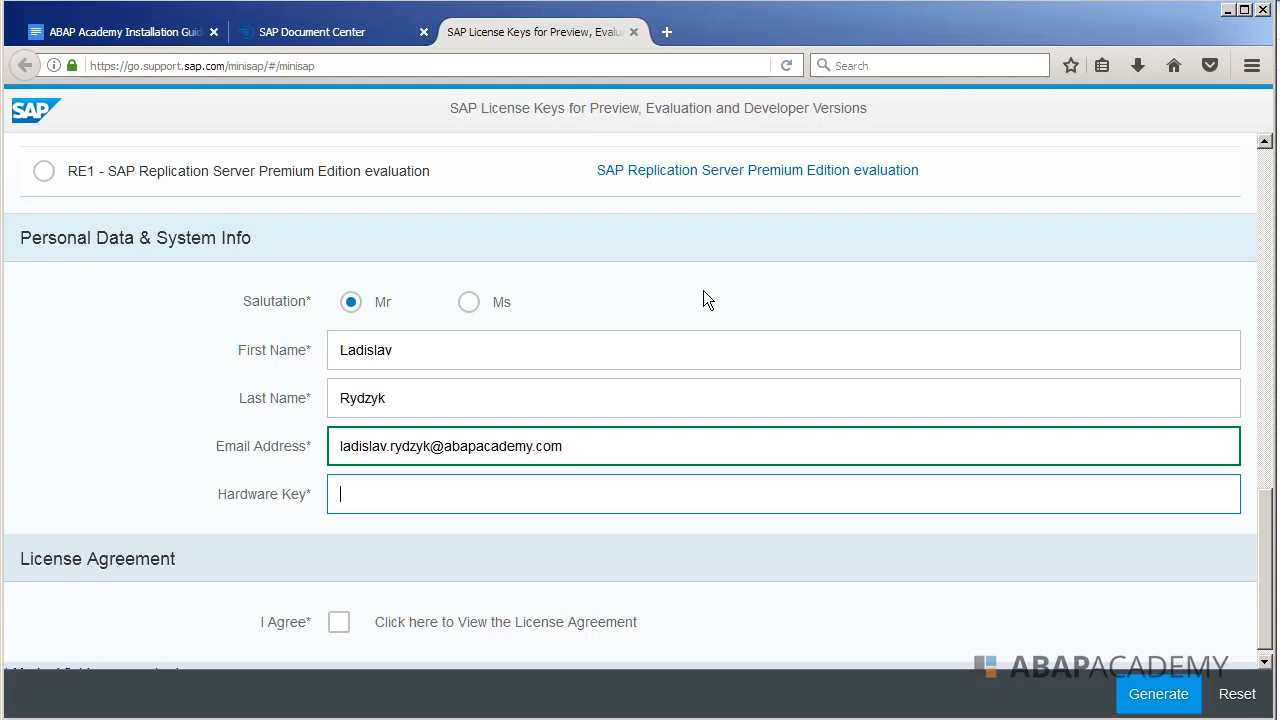 ABAP Academy Installation Guid
SAP Document Center
SAP License Keys for Preview, Evalu
https://go.support.sap.com/minisap/#/minisap
Search
SAP
SAP License Keys for Preview, Evaluation and Developer Versions
RE1 - SAP Replication Server Premium Edition evaluation
SAP Replication Server Premium Edition evaluation
Personal Data & System Info
Salutation*
Mr
Ms
First Name*
Ladislav
Last Name*
Rydzyk
Email Address*
ladislav.rydzyk@abapacademy.com
Hardware Key*
License Agreement
I Agree*
Click here to View the License Agreement
ABAPACADEMY
Generate
Reset